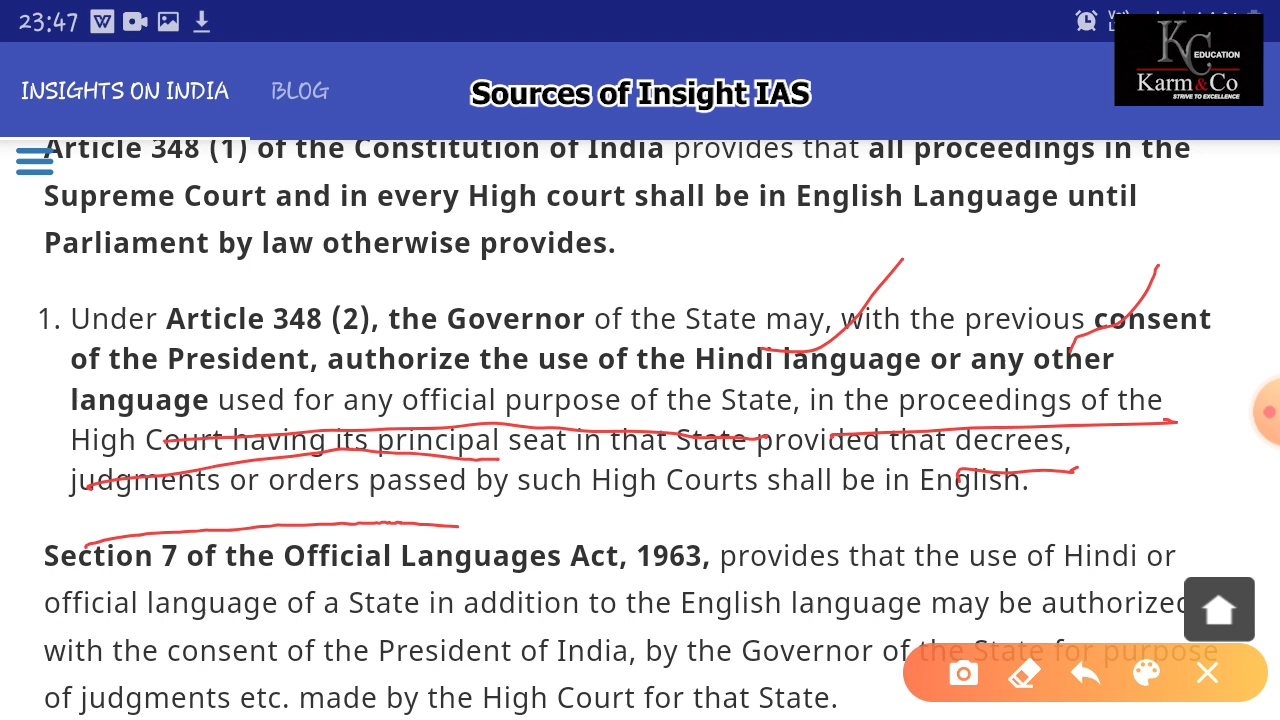 23:47
INSIGHTS ON INDIA BLOG
Sources of Insight IAS
KC EDUCATION
Karm&Co
STRIVE TO EXCELLENCE
Article 348 (1) of the Constitution of India provides that all proceedings in the
Supreme Court and in every High court shall be in English Language until
Parliament by law otherwise provides.
1. Under Article 348 (2), the Governor of the State may, with the previous consent
of the President, authorize the use of the Hindi language or any other
language used for any official purpose of the State, in the proceedings of the
High Court having its principal seat in that State provided that decrees,
judgments or orders passed by such High Courts shall be in English.
Section 7 of the Official Languages Act, 1963, provides that the use of Hindi or
official language of a State in addition to the English language may be authorized
with the consent of the President of India, by the Governor of the State for purpose
of judgments etc. made by the High Court for that State.